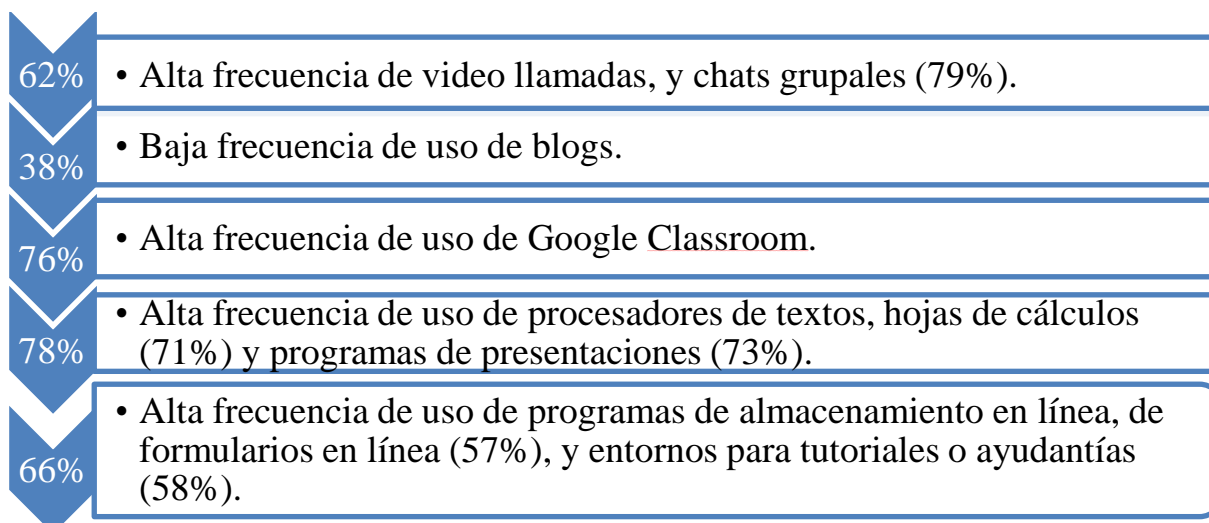 62%
• Alta frecuencia de video llamadas, y chats grupales (79%).
38%
• Baja frecuencia de uso de blogs.
76%
• Alta frecuencia de uso de Google Classroom.
78%
• Alta frecuencia de uso de procesadores de textos, hojas de cálculos
(71%) y programas de presentaciones (73%).
66%
• Alta frecuencia de uso de programas de almacenamiento en línea, de
formularios en línea (57%), y entornos para tutoriales o ayudantías
(58%).